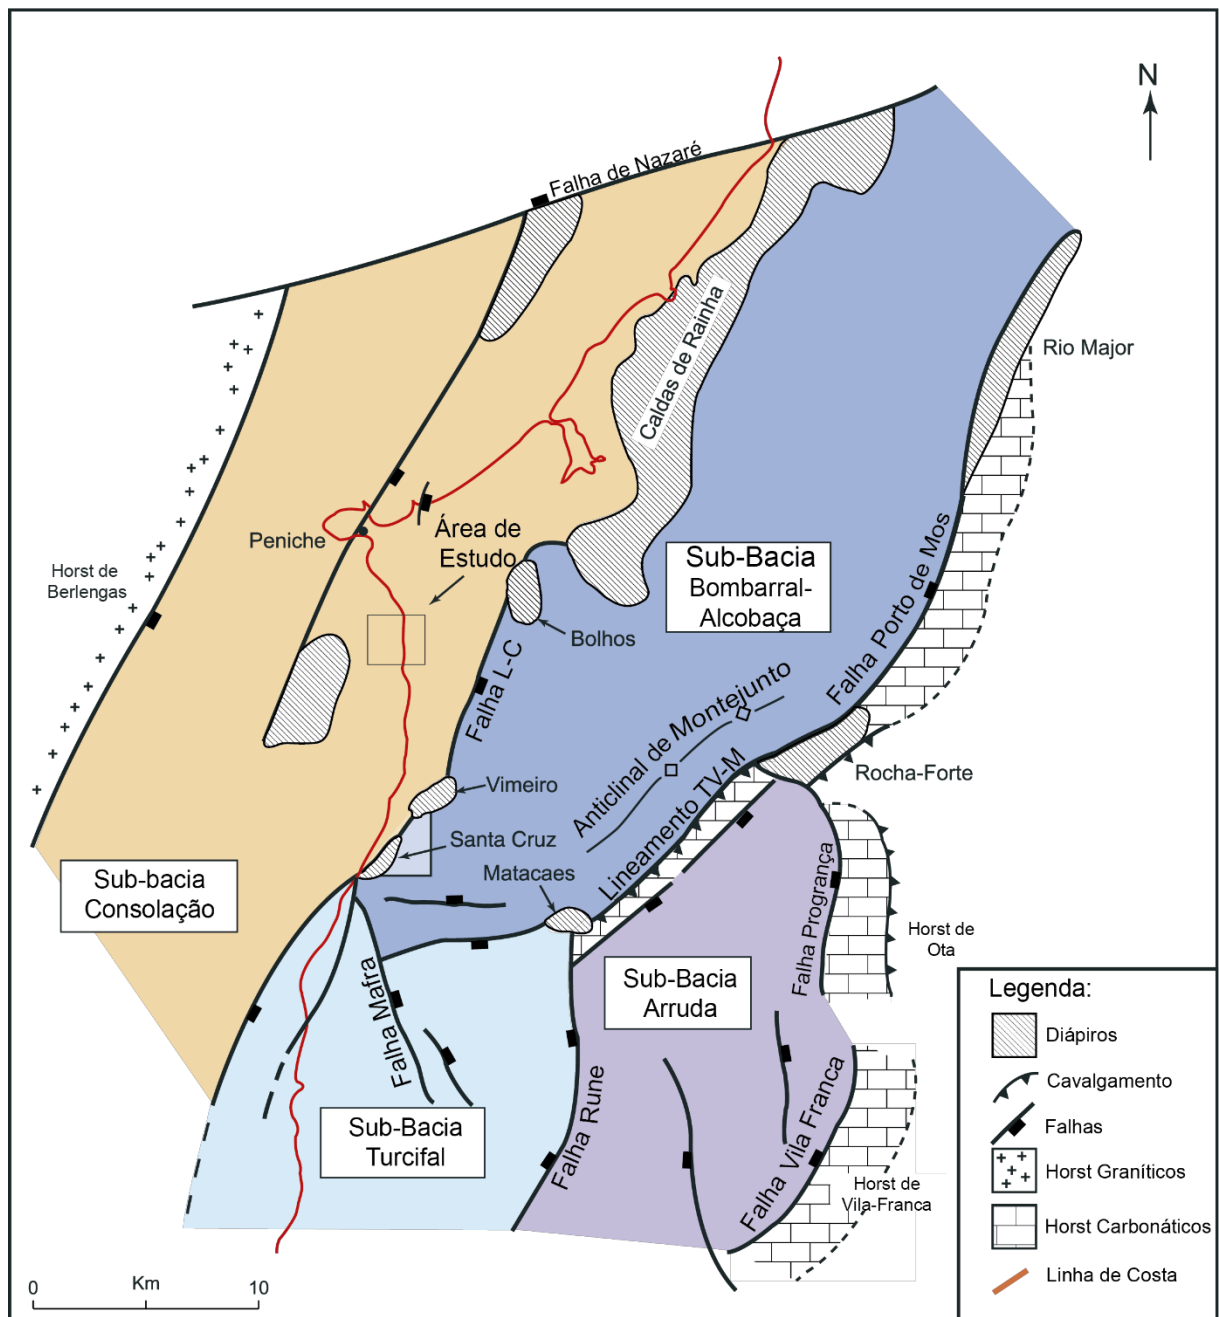 N
Falha de Nazaré
Caldas de Rainha
Rio Major
Peniche
Área de
Estudo
Horst de
Berlengas
Bolhos
Sub-Bacia
Bombarral-
Alcobaça
Falha L-C
Falha Porto de Mos
Anticlinal de Montejunto
Lineamento TV-M
Rocha-Forte
Vimeiro
Santa Cruz
Matacaes
Sub-bacia
Consolação
Falha Progrança
Horst de
Ota
Falha Mafra
Sub-Bacia
Arruda
Sub-Bacia
Turcifal
Falha Rune
Falha Vila Franca
Horst de
Vila-Franca
Legenda:
Diápiros
Cavalgamento
Falhas
Horst Graníticos
Horst Carbonáticos
Linha de Costa
0 Km 10